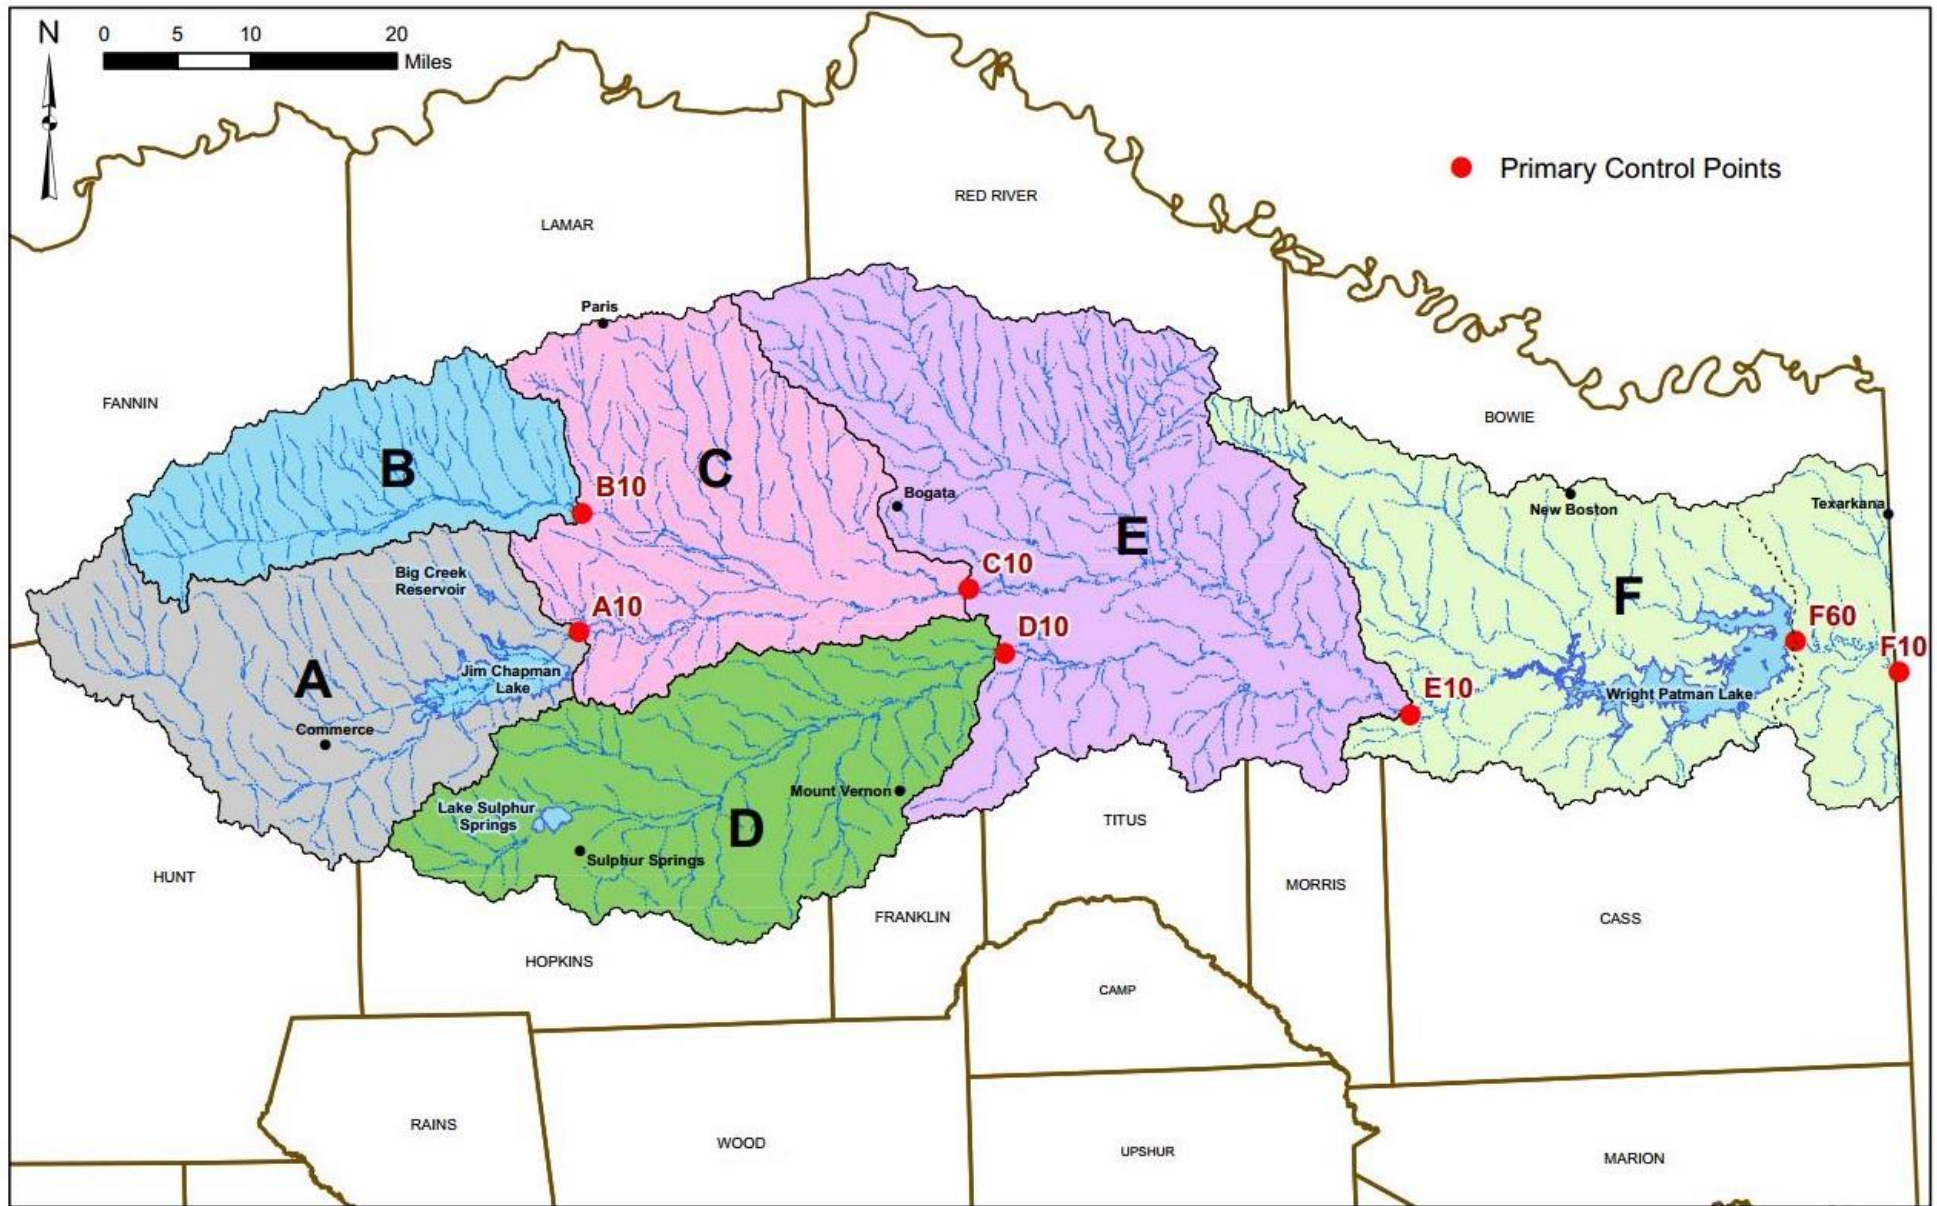 N
0 5 10 20
Miles
Primary Control Points
RED RIVER
LAMAR
Paris
FANNIN
BOWIE
B
C
B10
Bogata
New Boston
Texarkana
E
C10
Big Creek
Reservoir
A10
F
D10
F60
F10
A
Jim Chapman
Lake
E10
Wright Patman Lake
Commerce
Mount Vernon
Lake Sulphur
Springs
D
TITUS
Sulphur Springs
HUNT
MORRIS
FRANKLIN
CASS
HOPKINS
CAMP
RAINS
WOOD
UPSHUR
MARION